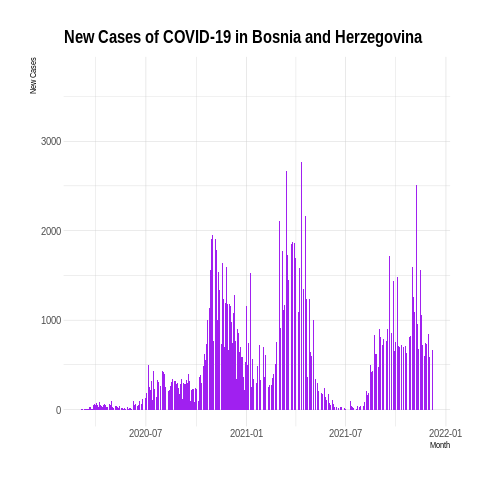 New Cases of COVID-19 in Bosnia and Herzegovina
New Cases
3000
2000
1000
0
2020-07
2021-01
2021-07
2022-01
Month